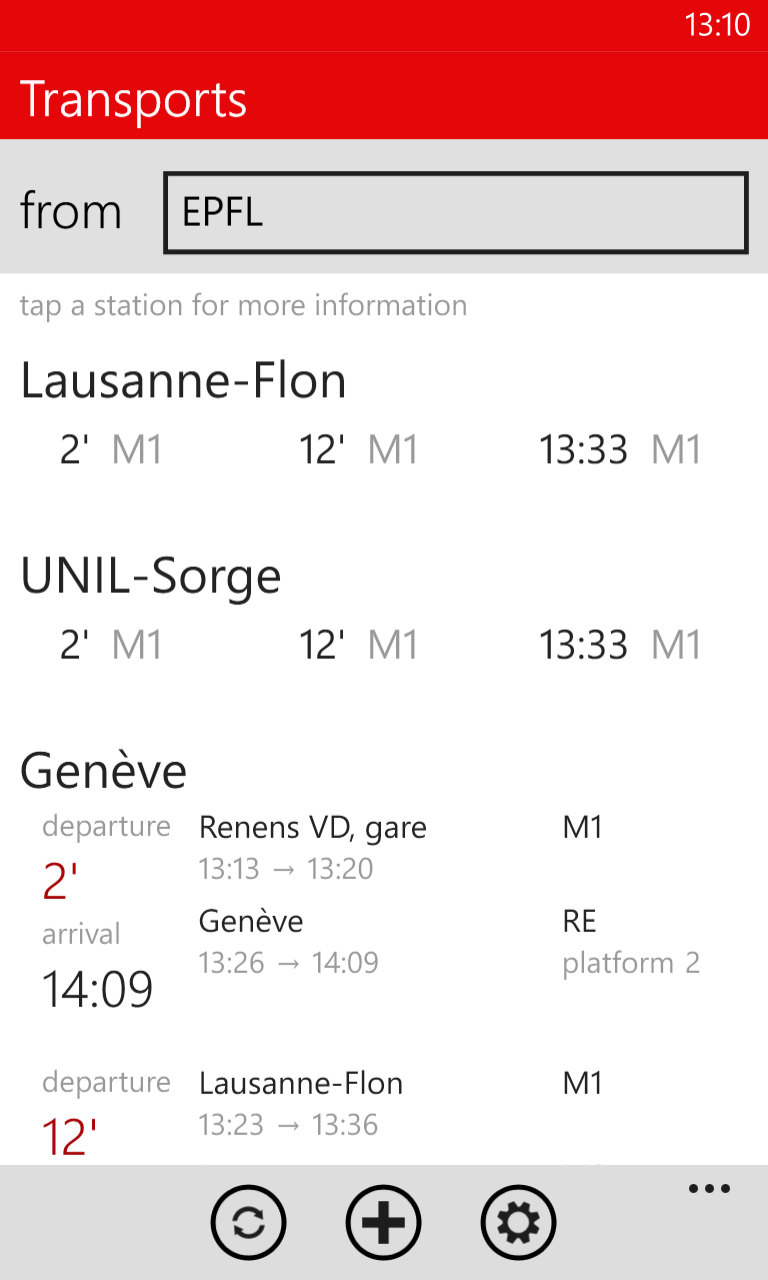 13:10
Transports
from EPFL
tap a station for more information
Lausanne-Flon
2' M1 12' M1 13:33 M1
UNIL-Sorge
2' M1 12' M1 13:33 M1
Genève
departure Renens VD, gare M1
2' 13:13 → 13:20
arrival Genève RE
14:09 13:26 → 14:09 platform 2
departure Lausanne-Flon M1
12' 13:23 → 13:36